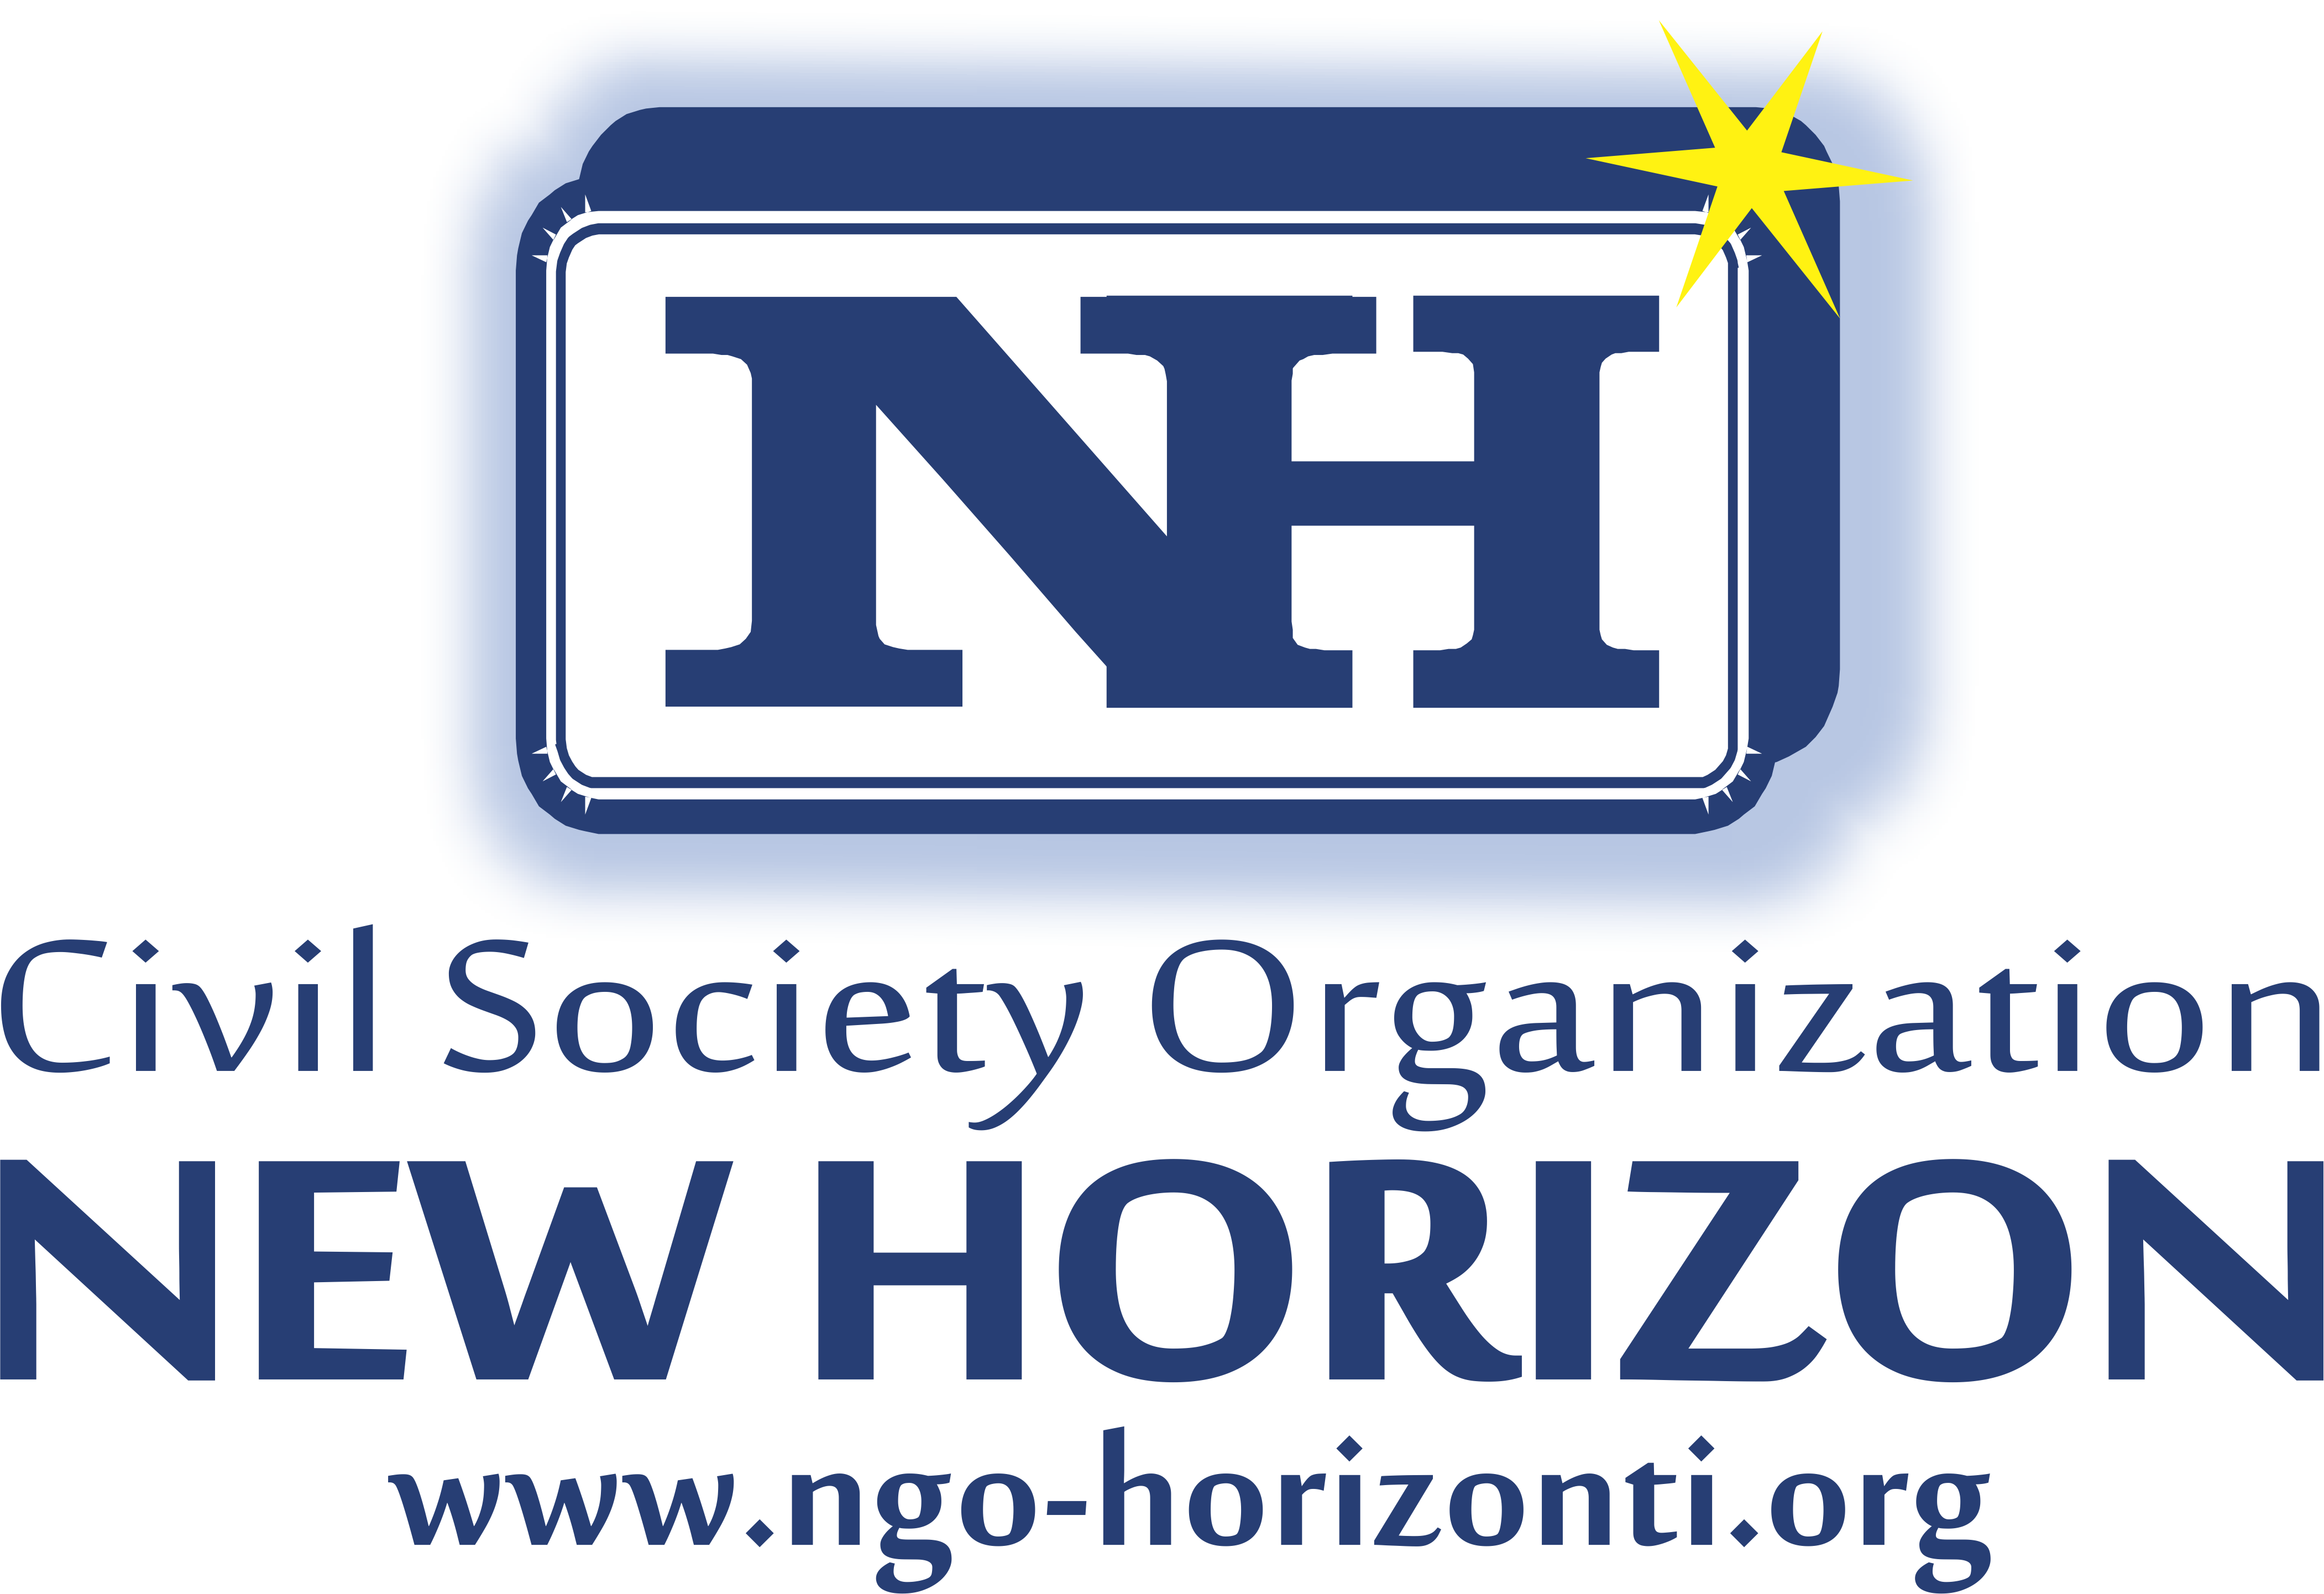 NH
Civil Society Organization
NEW HORIZON
www.ngo-horizonti.org